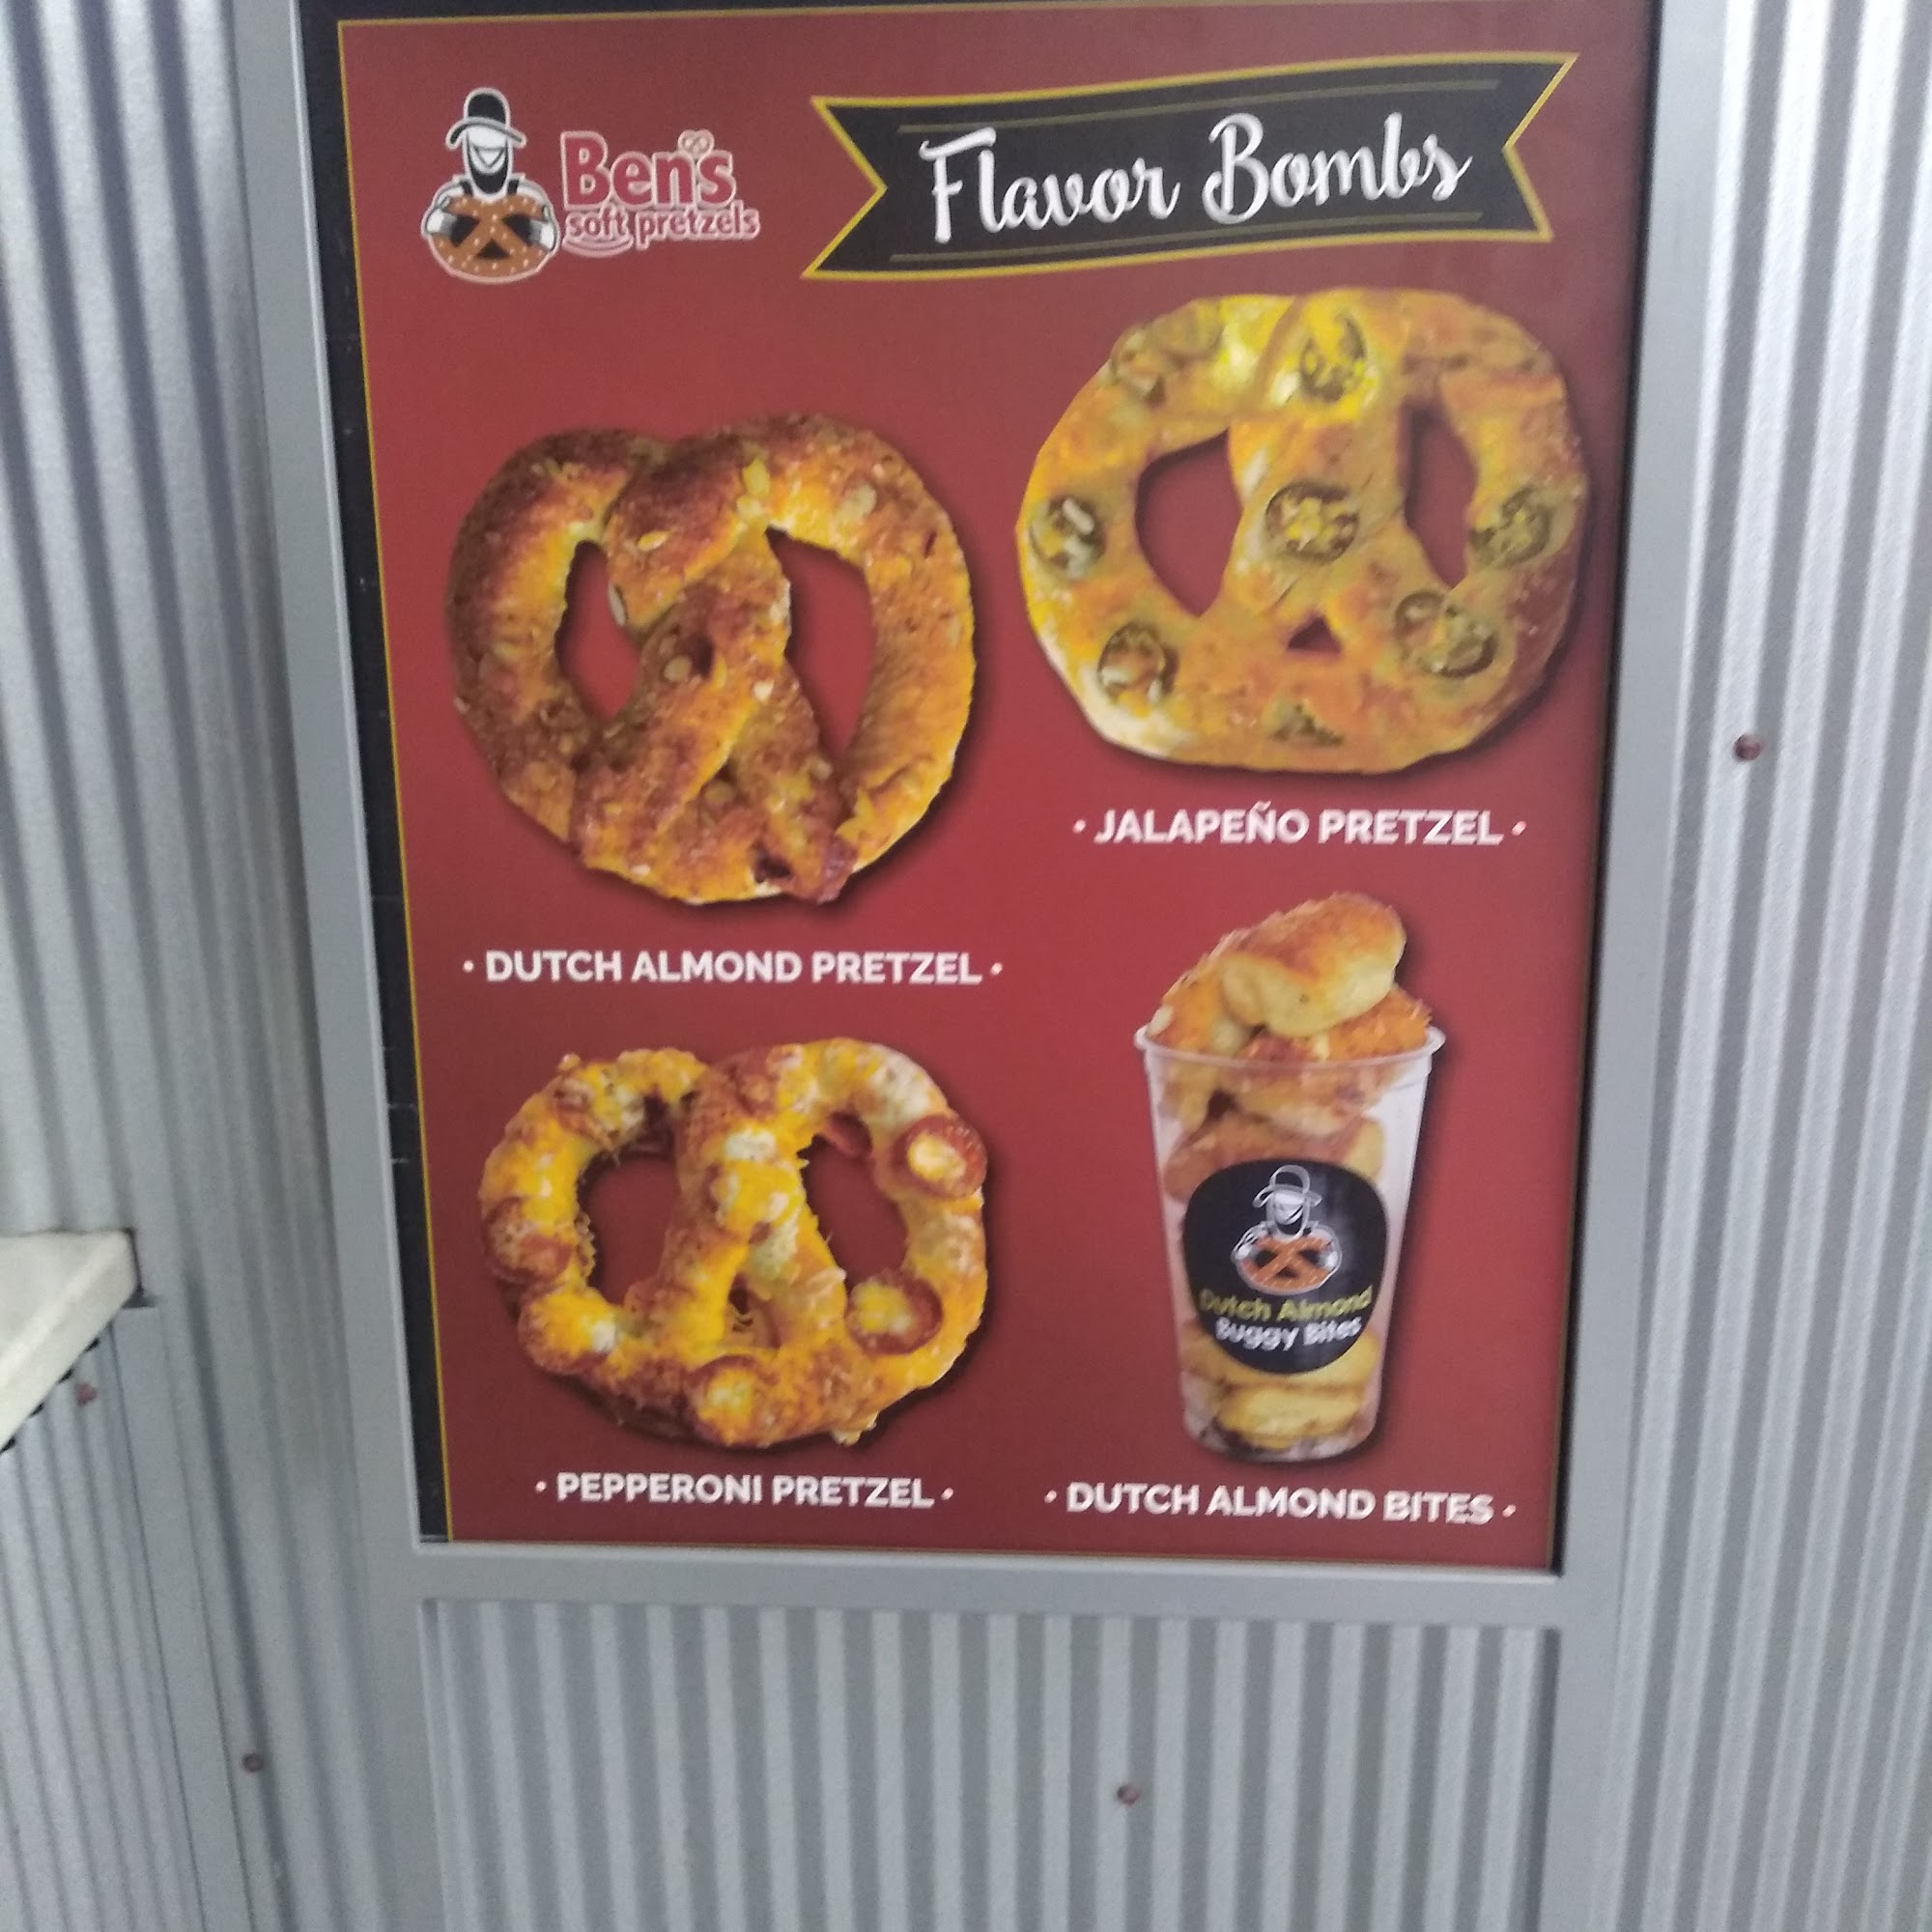 Ben's
soft pretzels
Flavor Bombs
• JALAPEÑO PRETZEL •
• DUTCH ALMOND PRETZEL •
Dutch Almond
Buggy Bites
• PEPPERONI PRETZEL •
• DUTCH ALMOND BITES •